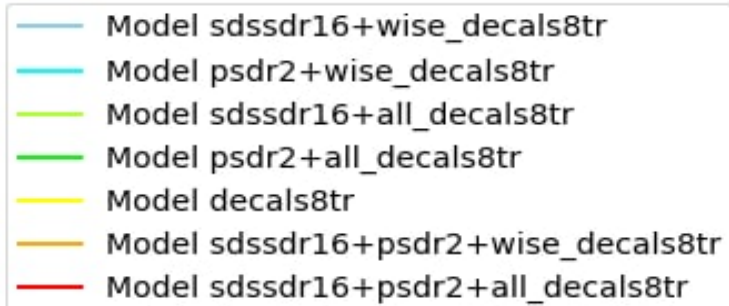 Model sdssdr16+wise_decals8tr
Model psdr2+wise_decals8tr
Model sdssdr16+all_decals8tr
Model psdr2+all_decals8tr
Model decals8tr
Model sdssdr16+psdr2+wise_decals8tr
Model sdssdr16+psdr2+all_decals8tr